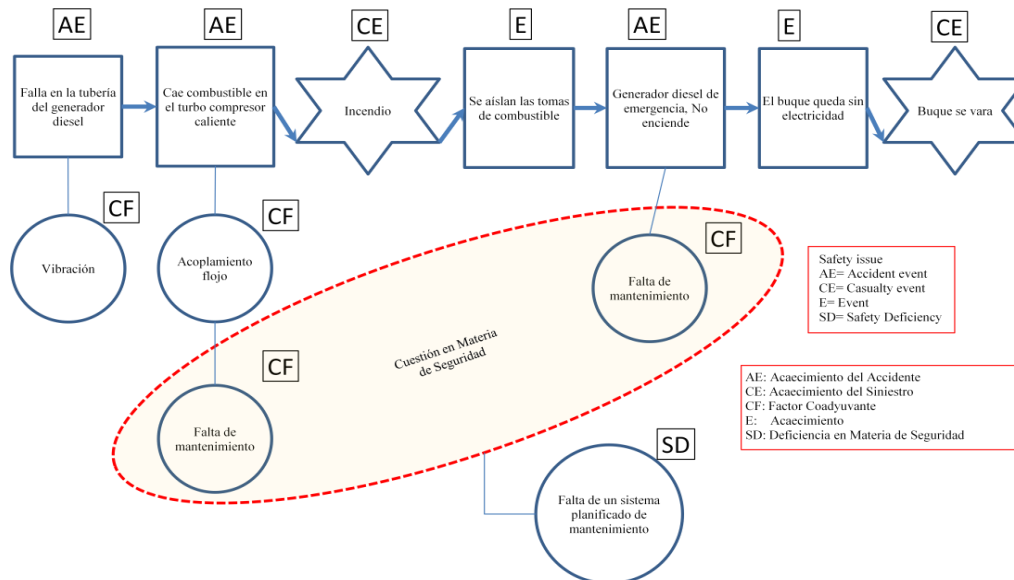 AE
AE
CE
E
AE
E
CE
Falla en la tubería
del generador
diesel
Cae combustible en
el turbo compresor
caliente
Incendio
Se aíslan las tomas
de combustible
Generador diesel de
emergencia, No
enciende
El buque queda sin
electricidad
Buque se vara
CF
Vibración
CF
Acoplamiento
flojo
CF
Falta de
mantenimiento
Cuestión en Materia
de Seguridad
CF
Falta de
mantenimiento
SD
Falta de un sistema
planificado de
mantenimiento
Safety issue
AE= Accident event
CE= Casualty event
E= Event
SD= Safety Deficiency
AE: Acaecimiento del Accidente
CE: Acaecimiento del Siniestro
CF: Factor Coadyuvante
E: Acaecimiento
SD: Deficiencia en Materia de Seguridad